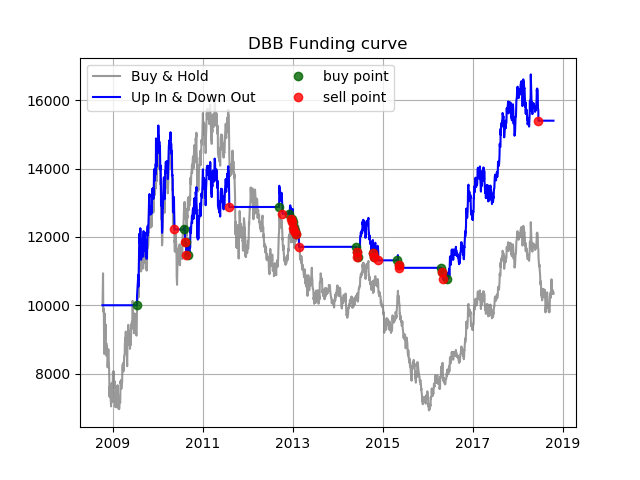 DBB Funding curve
Buy & Hold
Up In & Down Out
buy point
sell point
16000
14000
12000
10000
8000
2009 2011 2013 2015 2017 2019